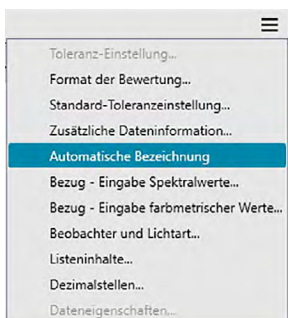 Toleranz-Einstellung...
Format der Bewertung...
Standard-Toleranzeinstellung...
Zusätzliche Dateninformation...
Automatische Bezeichnung
Bezug - Eingabe Spektralwerte...
Bezug - Eingabe farbmetrischer Werte...
Beobachter und Lichtart...
Listeninhalte...
Dezimalstellen...
Dateneigenschaften...